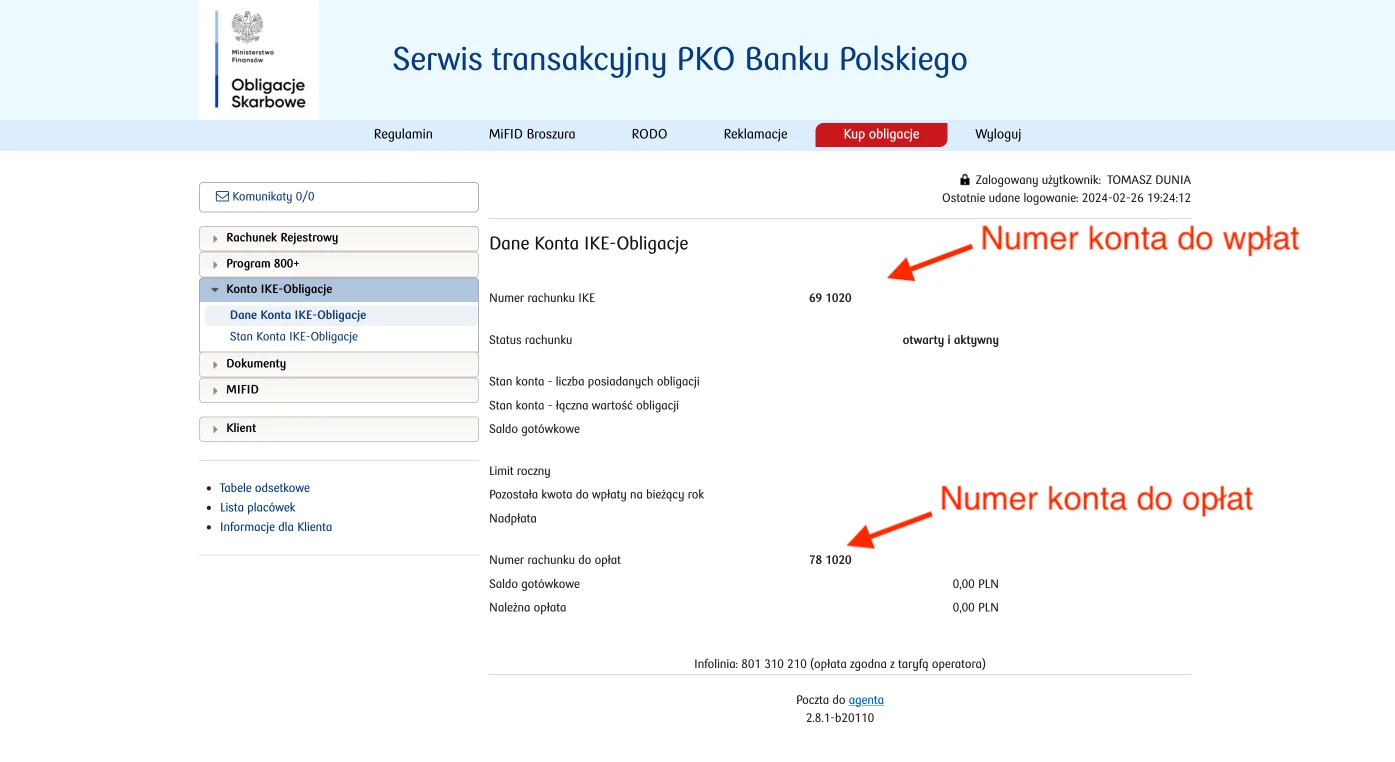 Ministerstwo
Finansów
Obligacje
Skarbowe
Serwis transakcyjny PKO Banku Polskiego
Regulamin MiFID Broszura RODO Reklamacje Kup obligacje Wyloguj
Komunikaty 0/0
Rachunek Rejestrowy
Program 800+
Konto IKE-Obligacje
Dane Konta IKE-Obligacje
Stan Konta IKE-Obligacje
Dokumenty
MIFID
Klient
Tabele odsetkowe
Lista placówek
Informacje dla Klienta
Zalogowany użytkownik: TOMASZ DUNIA
Ostatnie udane logowanie: 2024-02-26 19:24:12
Dane Konta IKE-Obligacje
Numer konta do wpłat
Numer rachunku IKE 69 1020
Status rachunku otwarty i aktywny
Stan konta - liczba posiadanych obligacji
Stan konta - łączna wartość obligacji
Saldo gotówkowe
Limit roczny
Pozostała kwota do wpłaty na bieżący rok
Nadpłata
Numer konta do opłat
Numer rachunku do opłat 78 1020
Saldo gotówkowe 0,00 PLN
Należna opłata 0,00 PLN
Infolinia: 801 310 210 (opłata zgodna z taryfą operatora)
Poczta do agenta
2.8.1-b20110